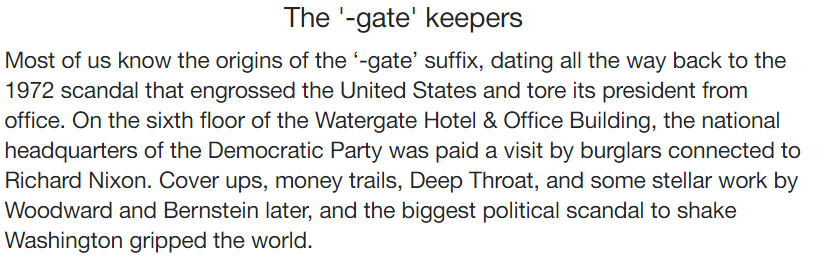 The '-gate' keepers
Most of us know the origins of the ‘-gate’ suffix, dating all the way back to the
1972 scandal that engrossed the United States and tore its president from
office. On the sixth floor of the Watergate Hotel & Office Building, the national
headquarters of the Democratic Party was paid a visit by burglars connected to
Richard Nixon. Cover ups, money trails, Deep Throat, and some stellar work by
Woodward and Bernstein later, and the biggest political scandal to shake
Washington gripped the world.